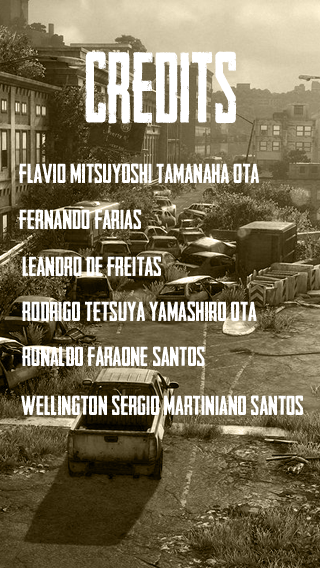 CREDITS
FLAVIO MITSUYOSHI TAMANAHA OTA
FERNANDO FARIAS
LEANDRO DE FREITAS
RODRIGO TETSUYA YAMASHIRO OTA
RONALDO FARAONE SANTOS
WELLINGTON SERGIO MARTINIANO SANTOS